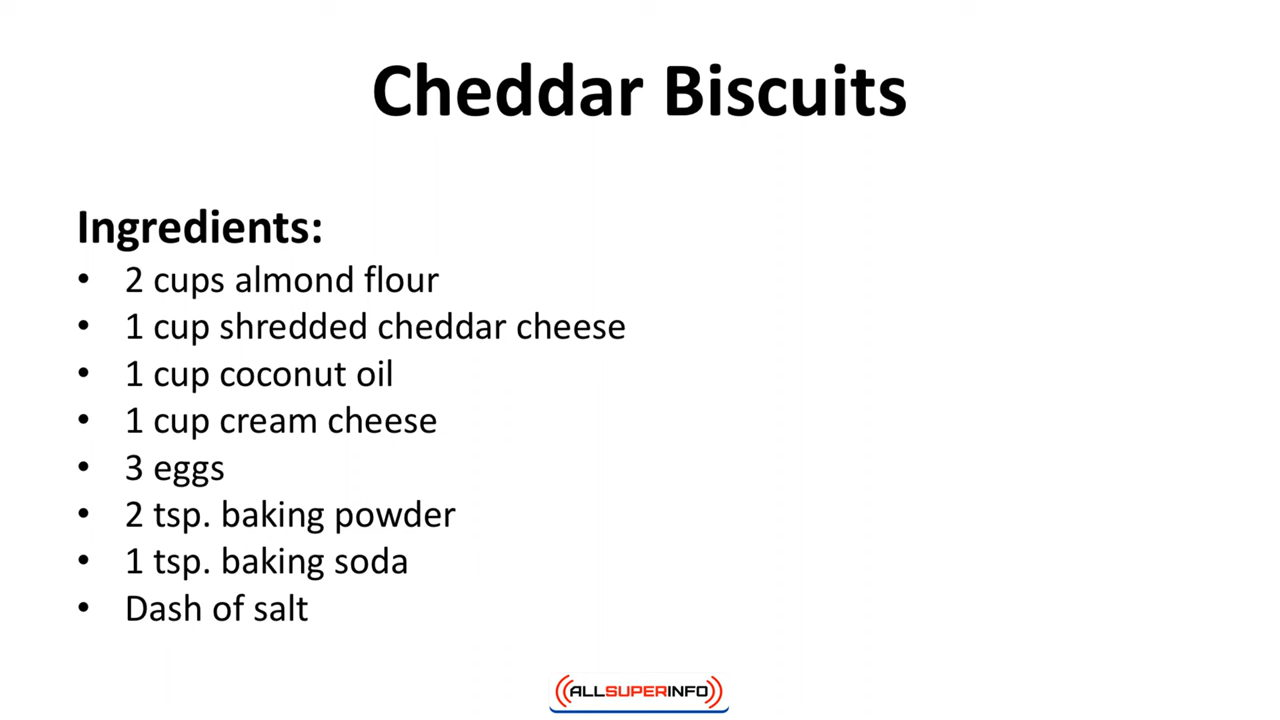 Cheddar Biscuits
Ingredients:
• 2 cups almond flour
• 1 cup shredded cheddar cheese
• 1 cup coconut oil
• 1 cup cream cheese
• 3 eggs
• 2 tsp. baking powder
• 1 tsp. baking soda
• Dash of salt
ALLSUPERINFO